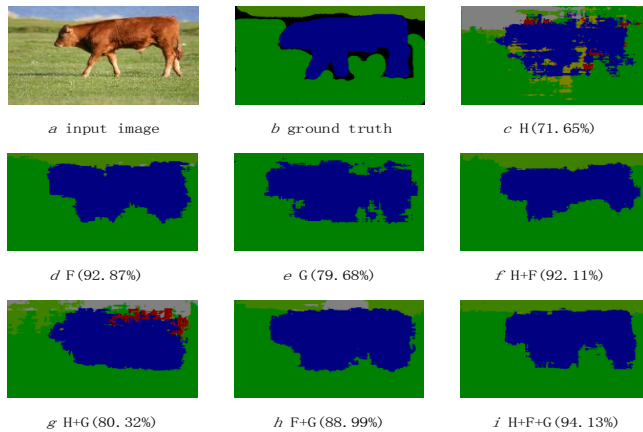 a input image
b ground truth
c H(71.65%)
d F(92.87%)
e G(79.68%)
f H+F(92.11%)
g H+G(80.32%)
h F+G(88.99%)
i H+F+G(94.13%)